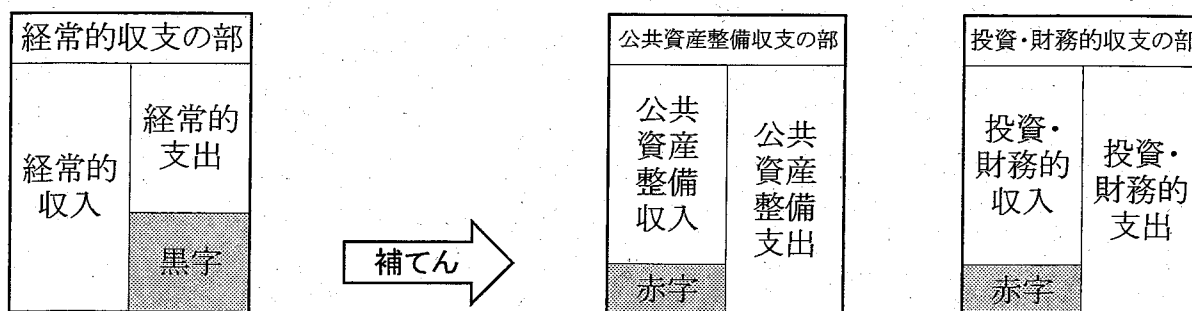 経常的収支の部
経常的
収入
経常的
支出
黒字
補てん
公共資産整備収支の部
公共
資産
整備
収入
赤字
公共
資産
整備
支出
投資・財務的収支の部
投資・
財務的
収入
赤字
投資・
財務的
支出